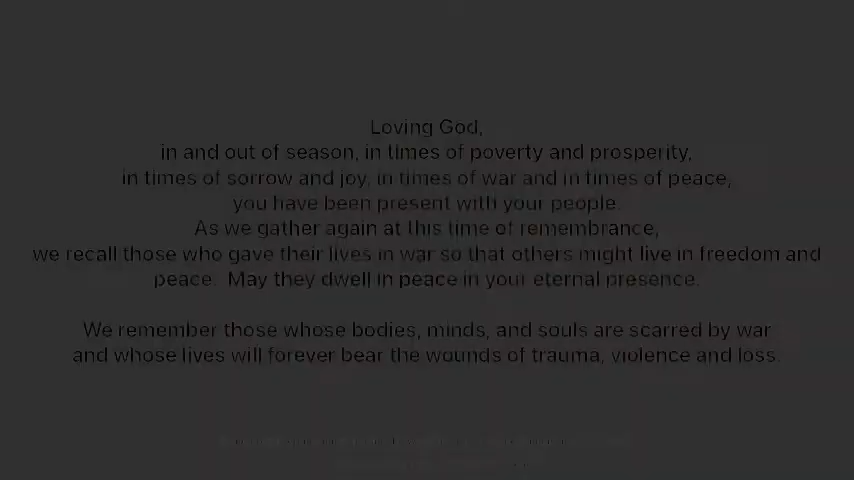 Loving God,
in and out of season, in times of poverty and prosperity,
in times of sorrow and joy, in times of war and in times of peace,
you have been present with your people.
As we gather again at this time of remembrance,
we recall those who gave their lives in war so that others might live in freedom and
peace.  May they dwell in peace in your eternal presence.
We remember those whose bodies, minds, and souls are scarred by war
and whose lives will forever bear the wounds of trauma, violence and loss.